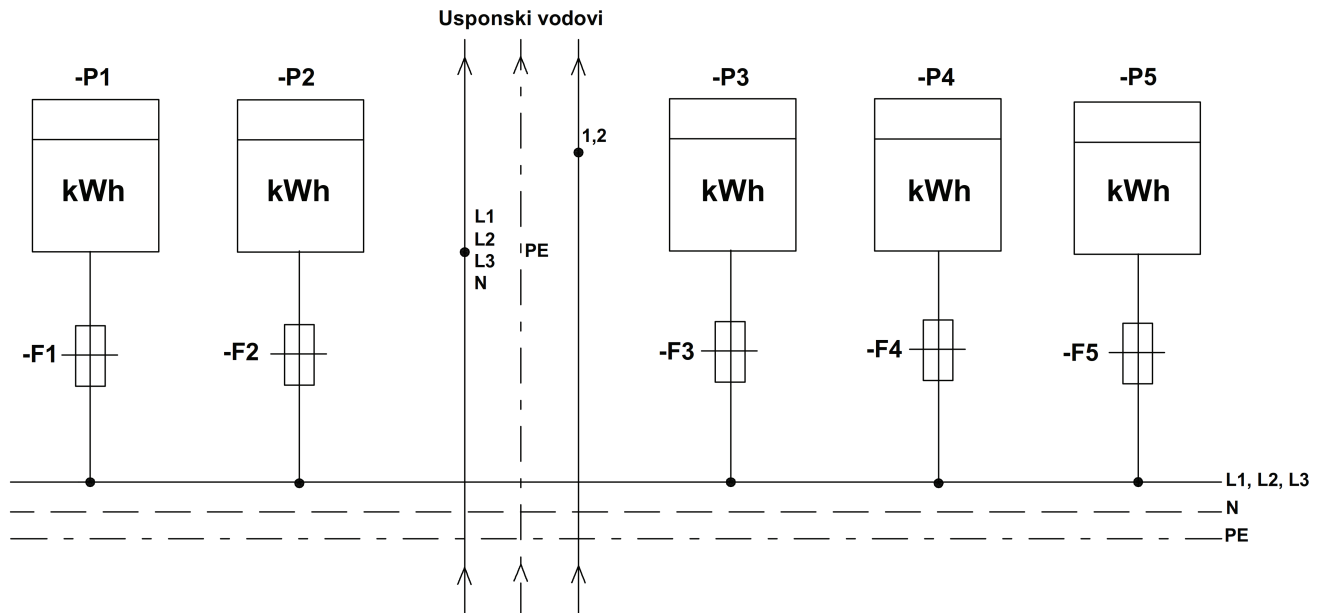 Usponski vodovi
-P1
-P2
-P3
-P4
-P5
1,2
kWh
kWh
kWh
kWh
kWh
L1
L2
L3
N
PE
-F1
-F2
-F3
-F4
-F5
L1, L2, L3
N
PE